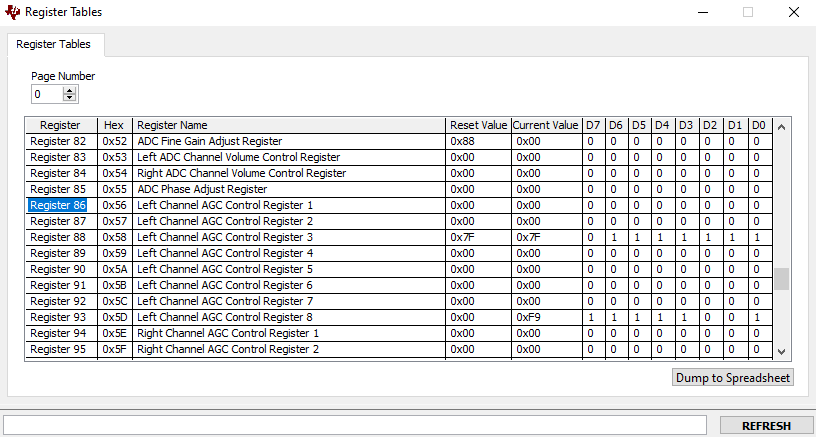 Register Tables
Register Tables
Page Number
0
Register Hex Register Name Reset Value Current Value D7 D6 D5 D4 D3 D2 D1 D0
Register 82 0x52 ADC Fine Gain Adjust Register 0x88 0x00 0 0 0 0 0 0 0 0
Register 83 0x53 Left ADC Channel Volume Control Register 0x00 0x00 0 0 0 0 0 0 0 0
Register 84 0x54 Right ADC Channel Volume Control Register 0x00 0x00 0 0 0 0 0 0 0 0
Register 85 0x55 ADC Phase Adjust Register 0x00 0x00 0 0 0 0 0 0 0 0
Register 86 0x56 Left Channel AGC Control Register 1 0x00 0x00 0 0 0 0 0 0 0 0
Register 87 0x57 Left Channel AGC Control Register 2 0x00 0x00 0 0 0 0 0 0 0 0
Register 88 0x58 Left Channel AGC Control Register 3 0x7F 0x7F 0 1 1 1 1 1 1 1
Register 89 0x59 Left Channel AGC Control Register 4 0x00 0x00 0 0 0 0 0 0 0 0
Register 90 0x5A Left Channel AGC Control Register 5 0x00 0x00 0 0 0 0 0 0 0 0
Register 91 0x5B Left Channel AGC Control Register 6 0x00 0x00 0 0 0 0 0 0 0 0
Register 92 0x5C Left Channel AGC Control Register 7 0x00 0x00 0 0 0 0 0 0 0 0
Register 93 0x5D Left Channel AGC Control Register 8 0x00 0xF9 1 1 1 1 1 0 0 1
Register 94 0x5E Right Channel AGC Control Register 1 0x00 0x00 0 0 0 0 0 0 0 0
Register 95 0x5F Right Channel AGC Control Register 2 0x00 0x00 0 0 0 0 0 0 0 0
Dump to Spreadsheet
REFRESH